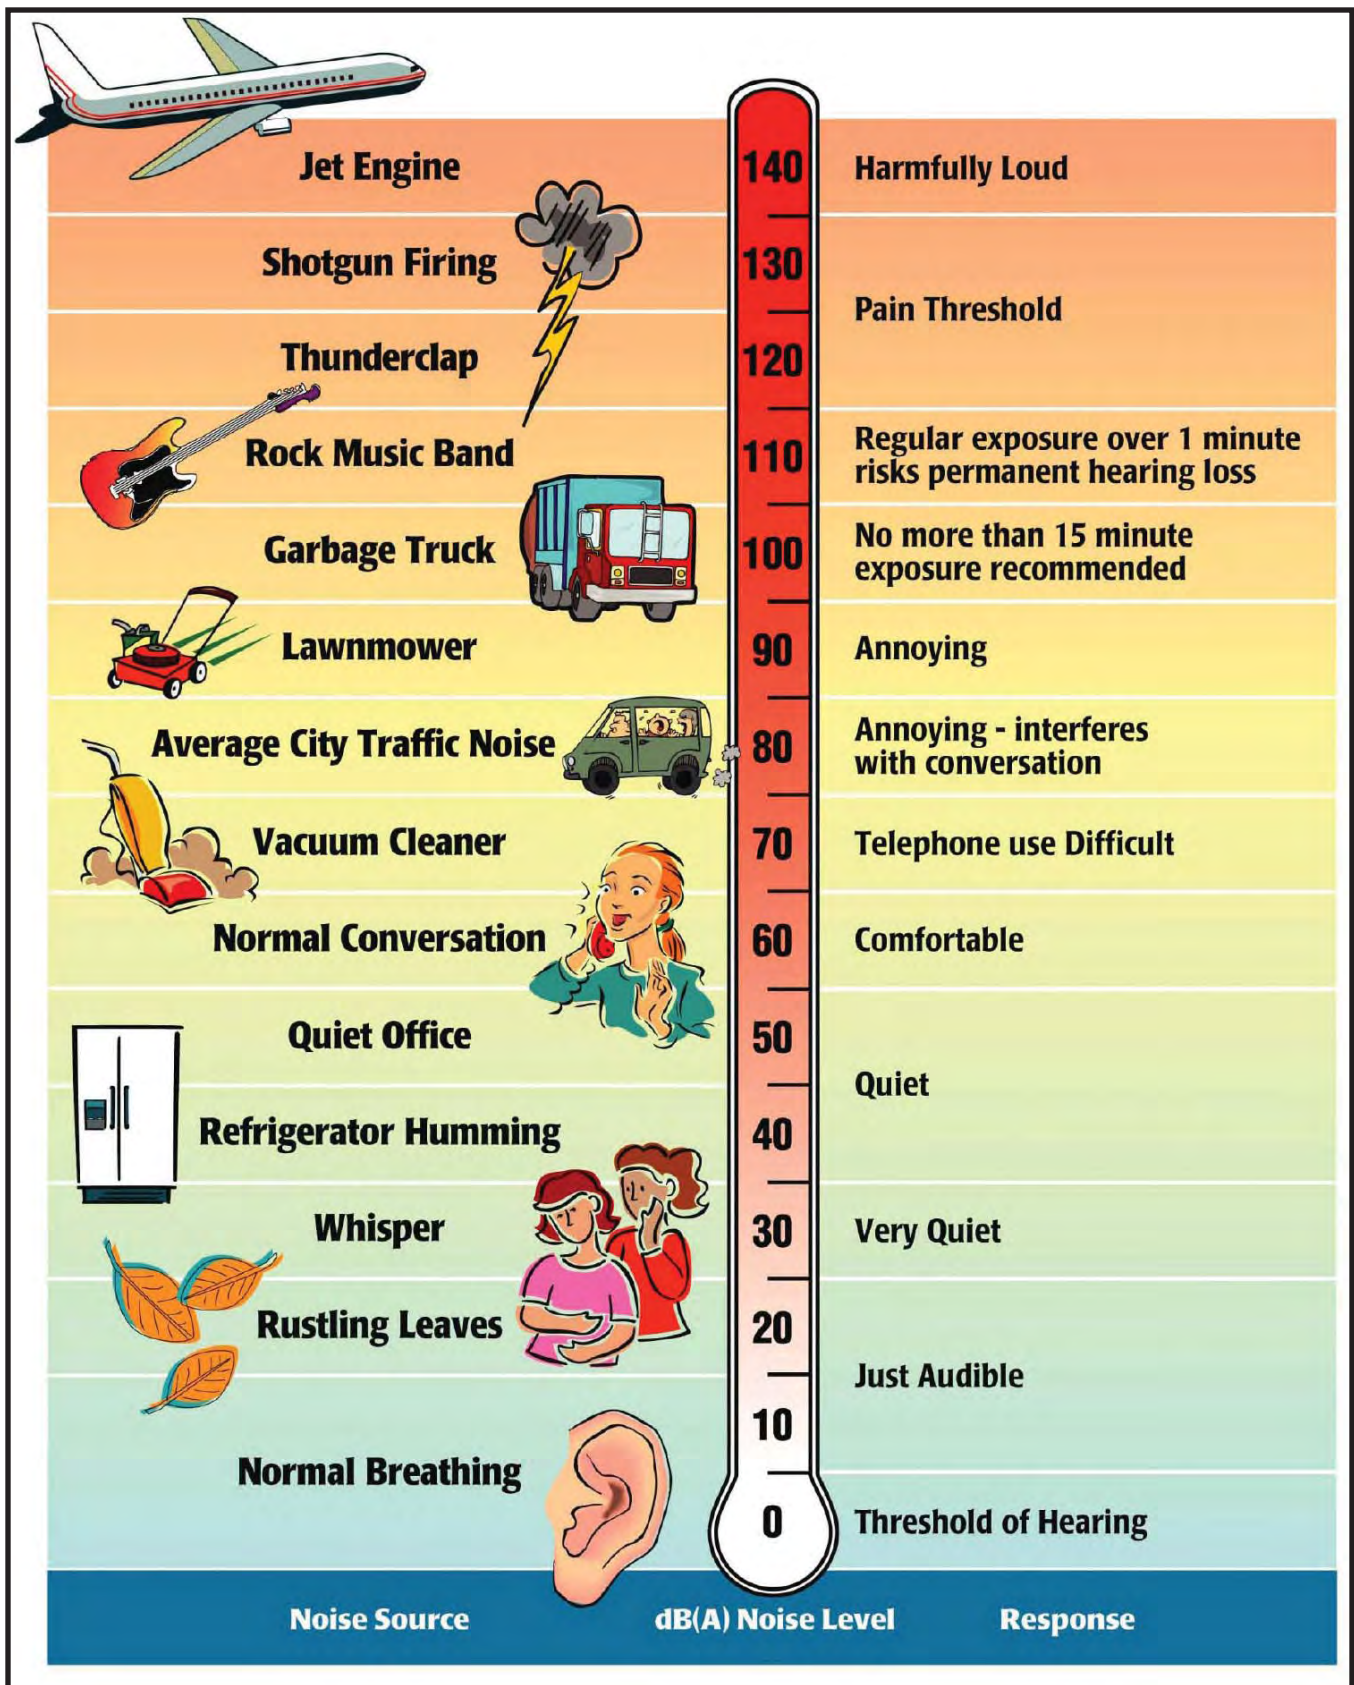 Jet Engine 140 Harmfully Loud
Shotgun Firing 130
Pain Threshold
Thunderclap 120
Rock Music Band 110 Regular exposure over 1 minute
risks permanent hearing loss
Garbage Truck 100 No more than 15 minute
exposure recommended
Lawnmower 90 Annoying
Average City Traffic Noise 80 Annoying - interferes
with conversation
Vacuum Cleaner 70 Telephone use Difficult
Normal Conversation 60 Comfortable
Quiet Office 50
Quiet
Refrigerator Humming 40
Whisper 30 Very Quiet
Rustling Leaves 20
Just Audible
10
Normal Breathing
0 Threshold of Hearing
Noise Source dB(A) Noise Level Response